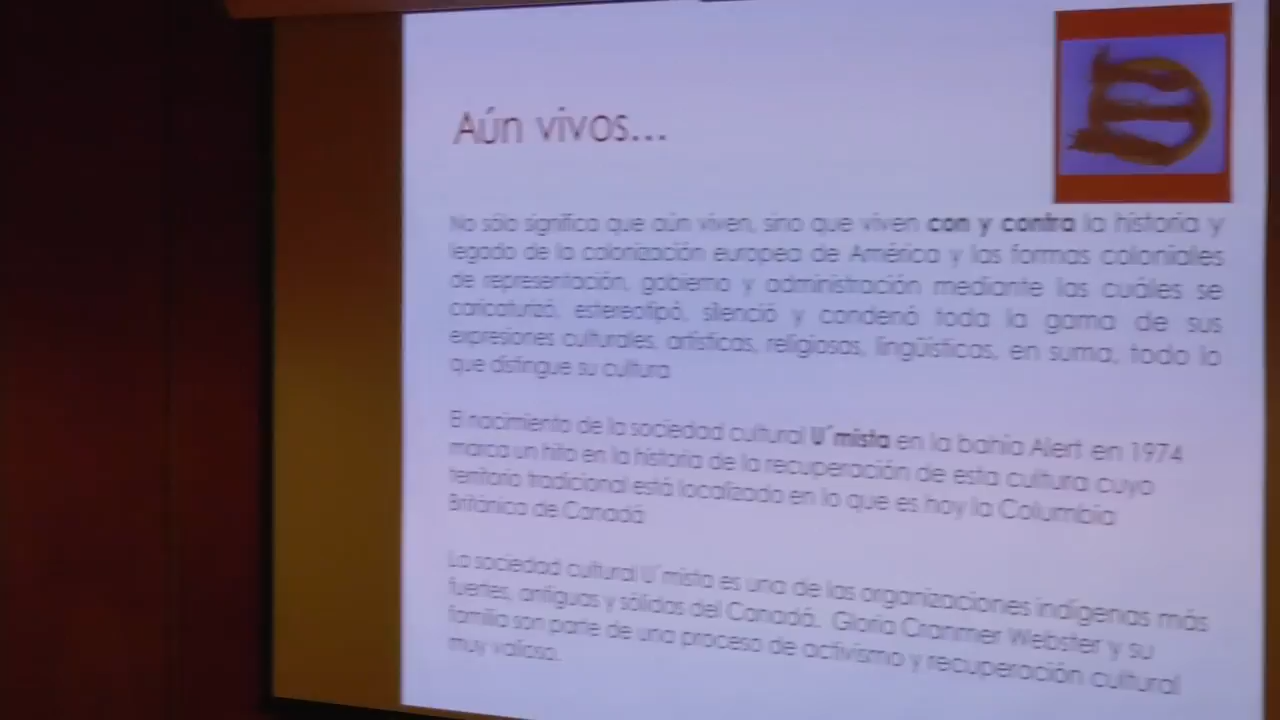 Aún vivos...
No sólo significa que aún viven, sino que viven con y contra la historia y
legado de la colonización europea de América y las formas coloniales
de representación, gobierno y administración mediante las cuáles se
caricaturizó, estereotipó, silenció y condenó toda la gama de sus
expresiones culturales, artísticas, religiosas, lingüísticas, en suma, todo lo
que distingue su cultura
El nacimiento de la sociedad cultural U´mista en la bahía Alert en 1974
marca un hito en la historia de la recuperación de esta cultura cuyo
territorio tradicional está localizado en lo que es hoy la Columbia
Británica de Canadá
La sociedad cultural U´mista es una de las organizaciones indígenas más
fuertes, antiguas y sólidas del Canadá. Gloria Cranmer Webster y su
familia son parte de una proceso de activismo y recuperación cultural
muy valioso.